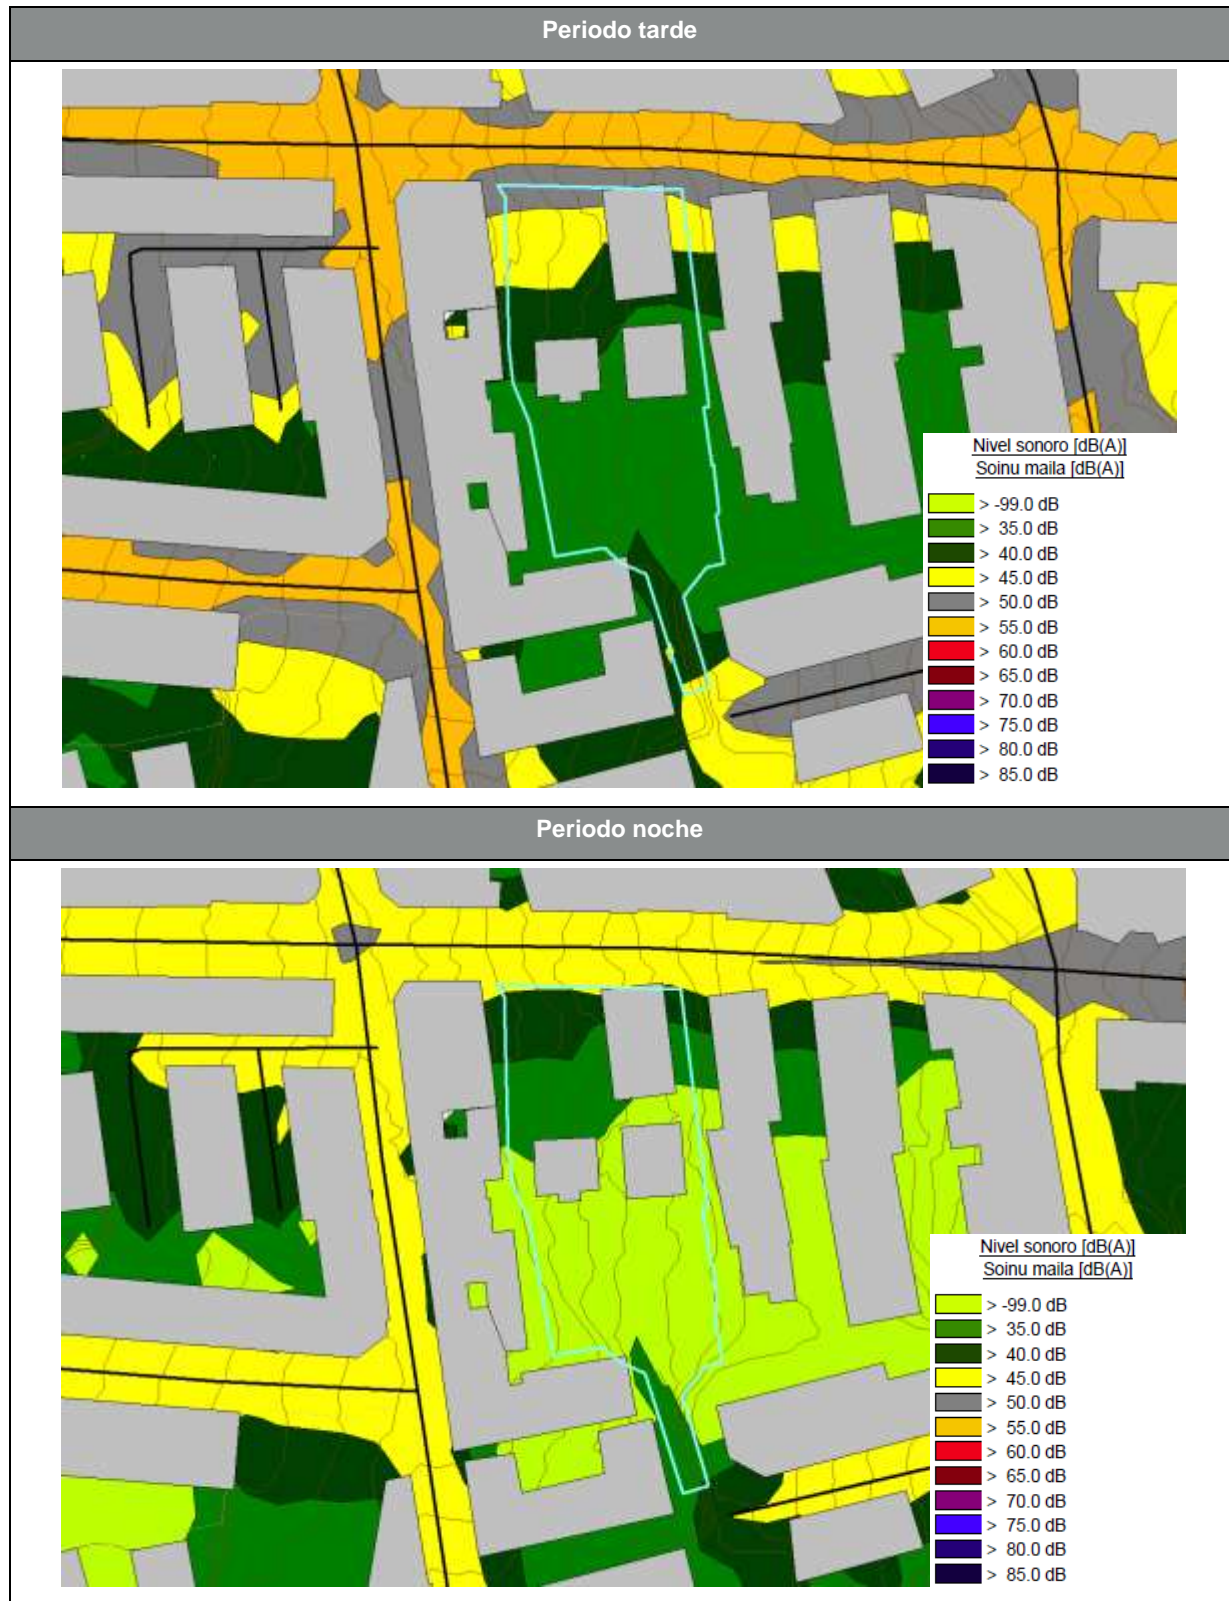 Periodo tarde
Nivel sonoro [dB(A)]
Soinu maila [dB(A)]
> -99.0 dB
> 35.0 dB
> 40.0 dB
> 45.0 dB
> 50.0 dB
> 55.0 dB
> 60.0 dB
> 65.0 dB
> 70.0 dB
> 75.0 dB
> 80.0 dB
> 85.0 dB
Periodo noche
Nivel sonoro [dB(A)]
Soinu maila [dB(A)]
> -99.0 dB
> 35.0 dB
> 40.0 dB
> 45.0 dB
> 50.0 dB
> 55.0 dB
> 60.0 dB
> 65.0 dB
> 70.0 dB
> 75.0 dB
> 80.0 dB
> 85.0 dB